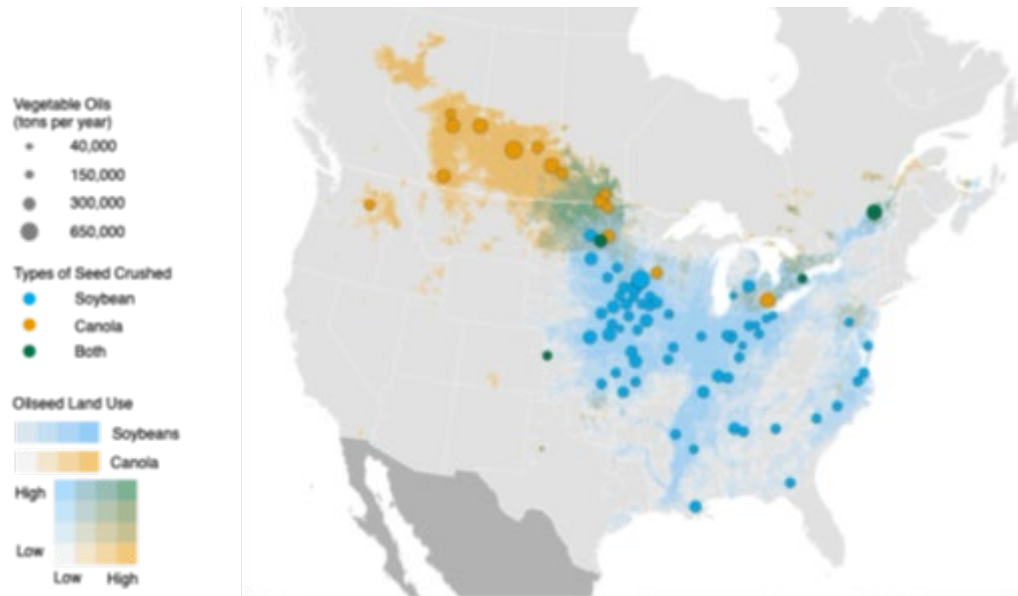 Vegetable Oils
(tons per year)
40,000
150,000
300,000
650,000
Types of Seed Crushed
Soybean
Canola
Both
Oilseed Land Use
Soybeans
Canola
High
Low
Low High